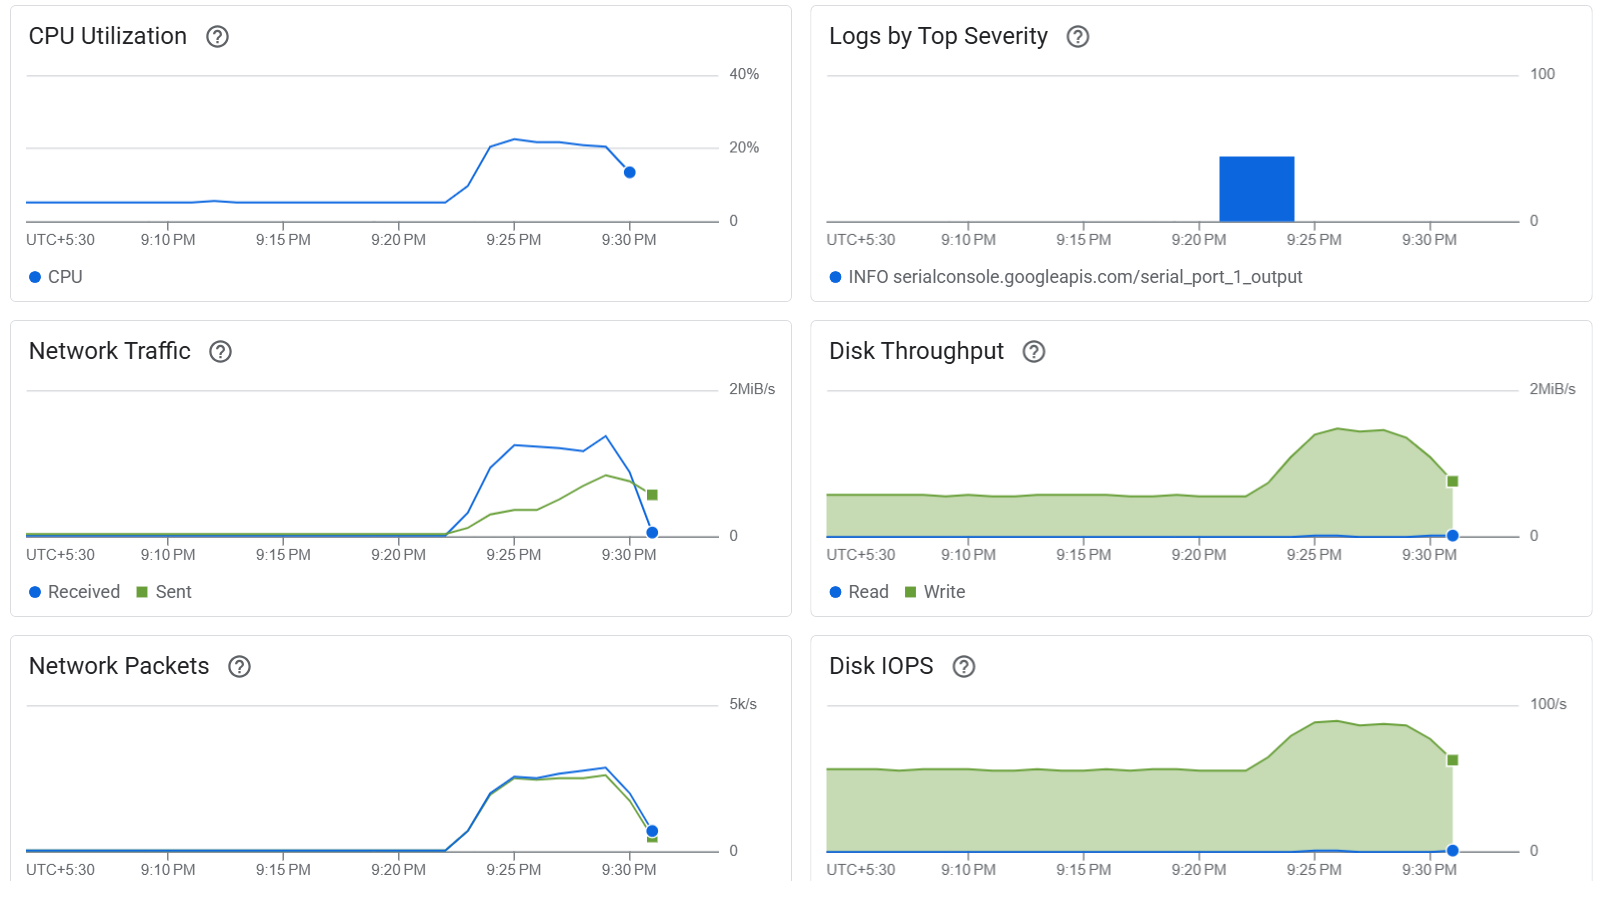 CPU Utilization
40%
20%
0
UTC+5:30 9:10 PM 9:15 PM 9:20 PM 9:25 PM 9:30 PM
CPU
Logs by Top Severity
100
0
UTC+5:30 9:10 PM 9:15 PM 9:20 PM 9:25 PM 9:30 PM
INFO serialconsole.googleapis.com/serial_port_1_output
Network Traffic
2MiB/s
0
UTC+5:30 9:10 PM 9:15 PM 9:20 PM 9:25 PM 9:30 PM
Received Sent
Disk Throughput
2MiB/s
0
UTC+5:30 9:10 PM 9:15 PM 9:20 PM 9:25 PM 9:30 PM
Read Write
Network Packets
5k/s
0
UTC+5:30 9:10 PM 9:15 PM 9:20 PM 9:25 PM 9:30 PM
Disk IOPS
100/s
0
UTC+5:30 9:10 PM 9:15 PM 9:20 PM 9:25 PM 9:30 PM